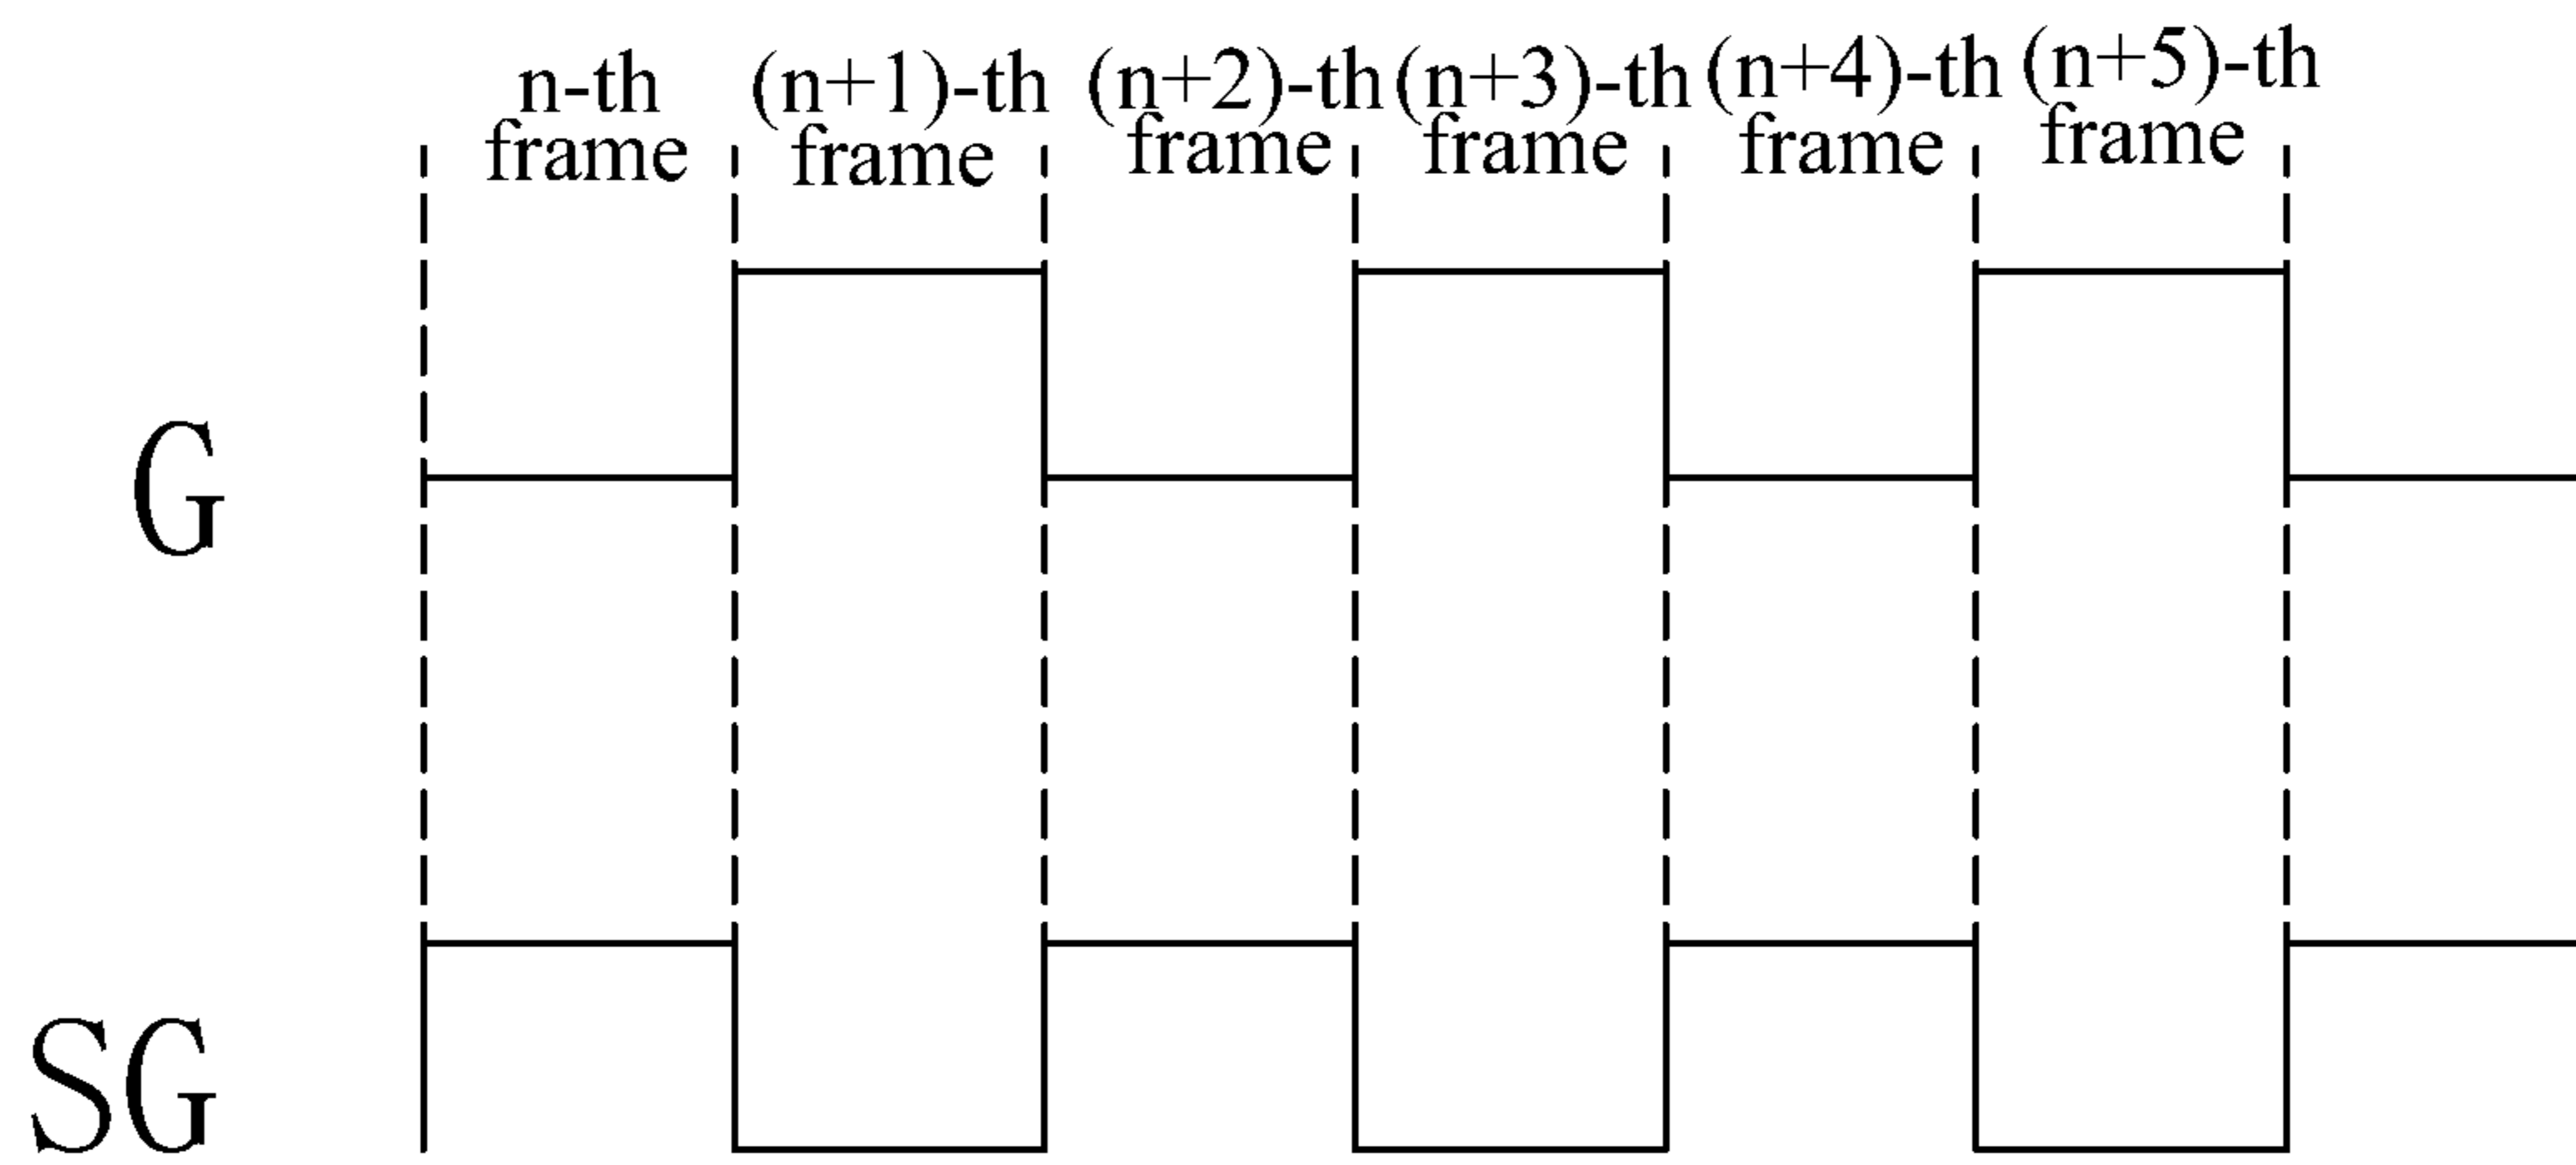 n-th
frame
(n+1)-th
frame
(n+2)-th
frame
(n+3)-th
frame
(n+4)-th
frame
(n+5)-th
frame
G
SG